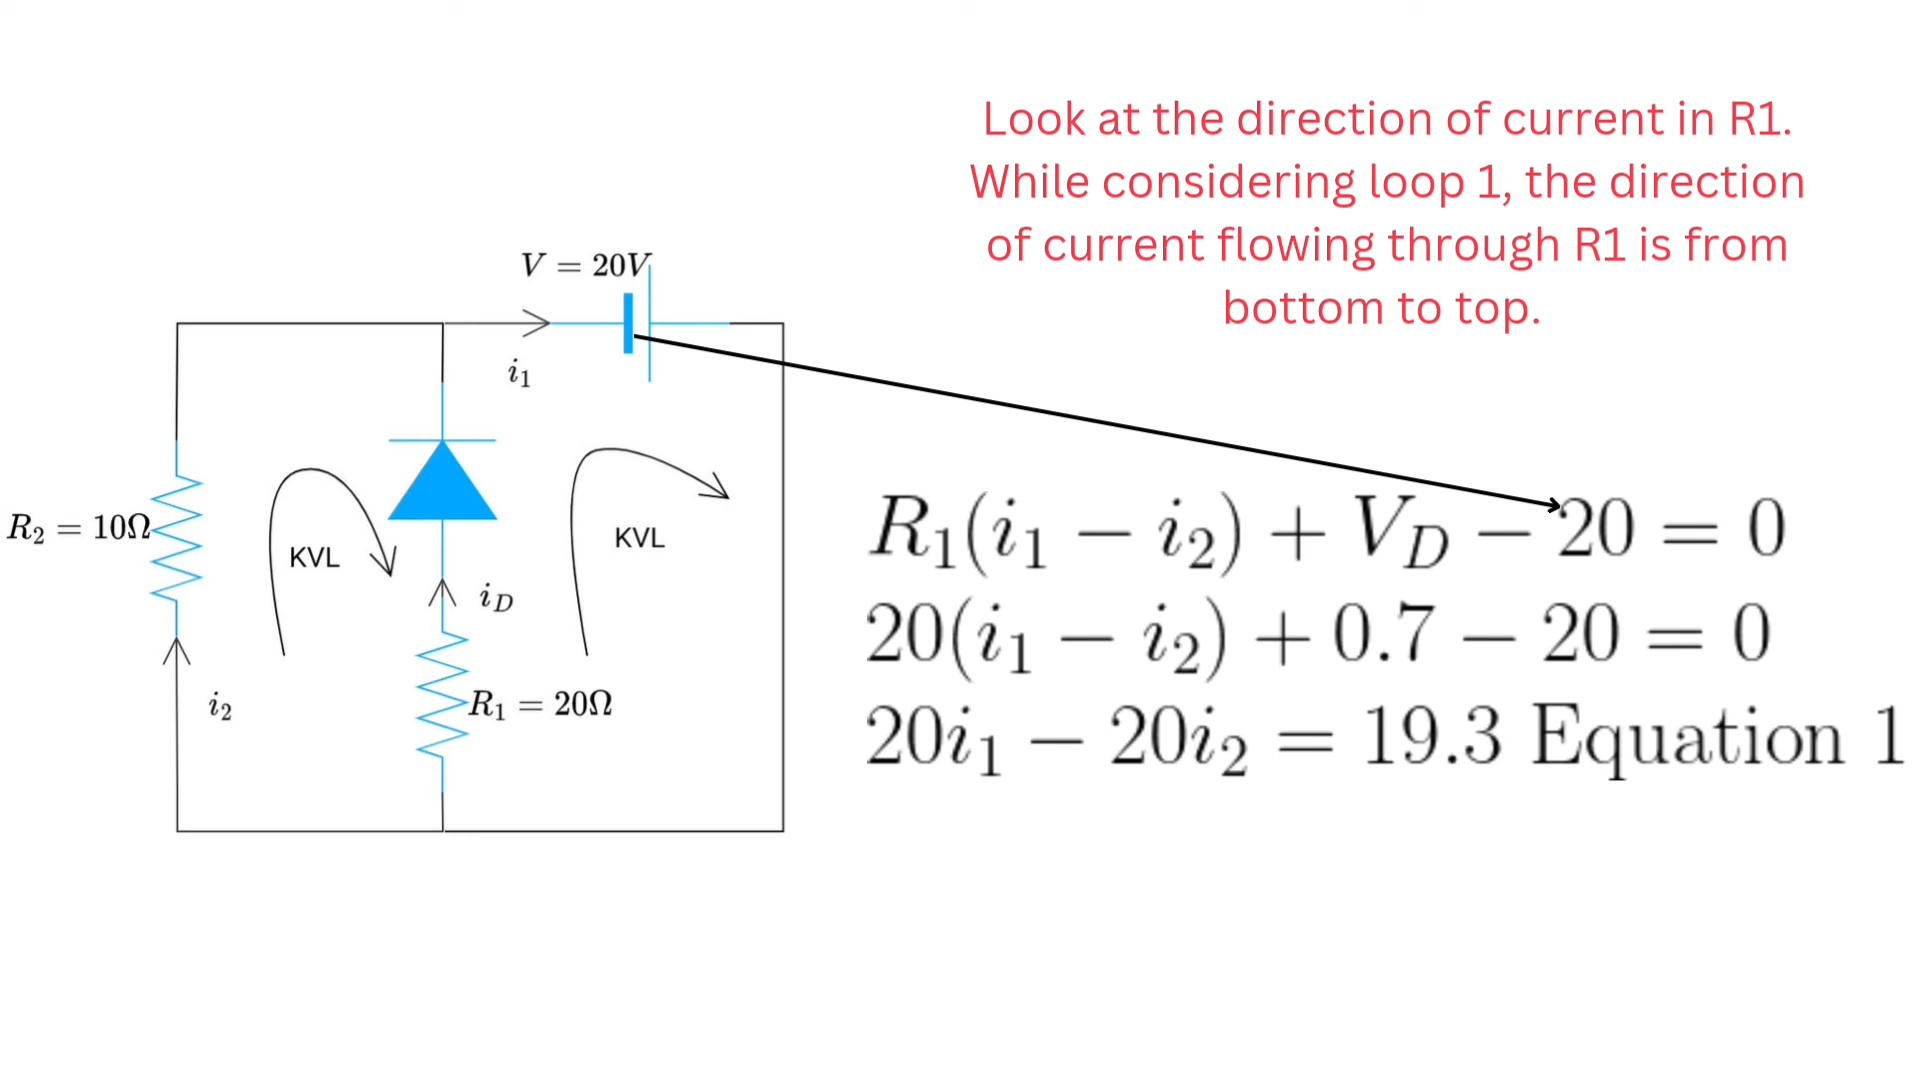 Look at the direction of current in R1.
While considering loop 1, the direction
of current flowing through R1 is from
bottom to top.
V = 20V
i₁
R₂ = 10Ω
KVL
KVL
i_D
R₁ = 20Ω
i₂
R₁(i₁ − i₂) + V_D − 20 = 0
20(i₁ − i₂) + 0.7 − 20 = 0
20i₁ − 20i₂ = 19.3 Equation 1